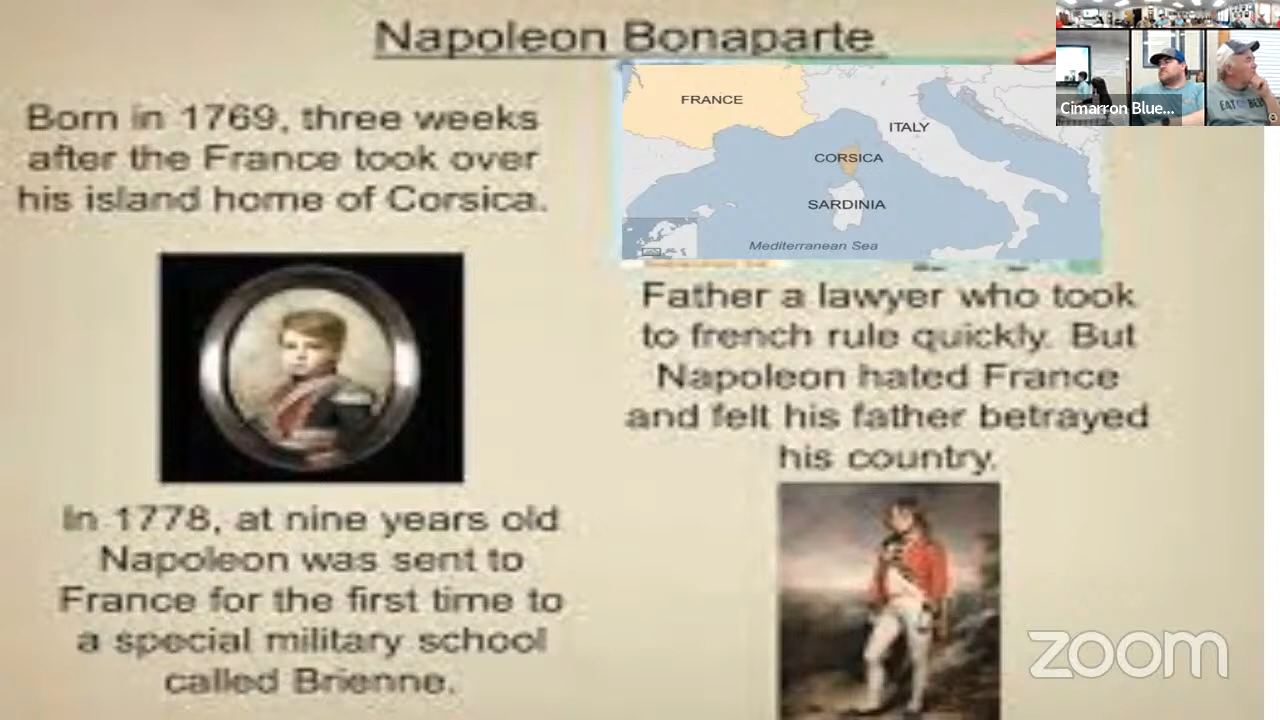 Napoleon Bonaparte
Born in 1769, three weeks
after the France took over
his island home of Corsica.
FRANCE
ITALY
CORSICA
SARDINIA
Mediterranean Sea
Father a lawyer who took
to french rule quickly. But
Napoleon hated France
and felt his father betrayed
his country.
In 1778, at nine years old
Napoleon was sent to
France for the first time to
a special military school
called Brienne.
Cimarron Blue...
EAT
zoom